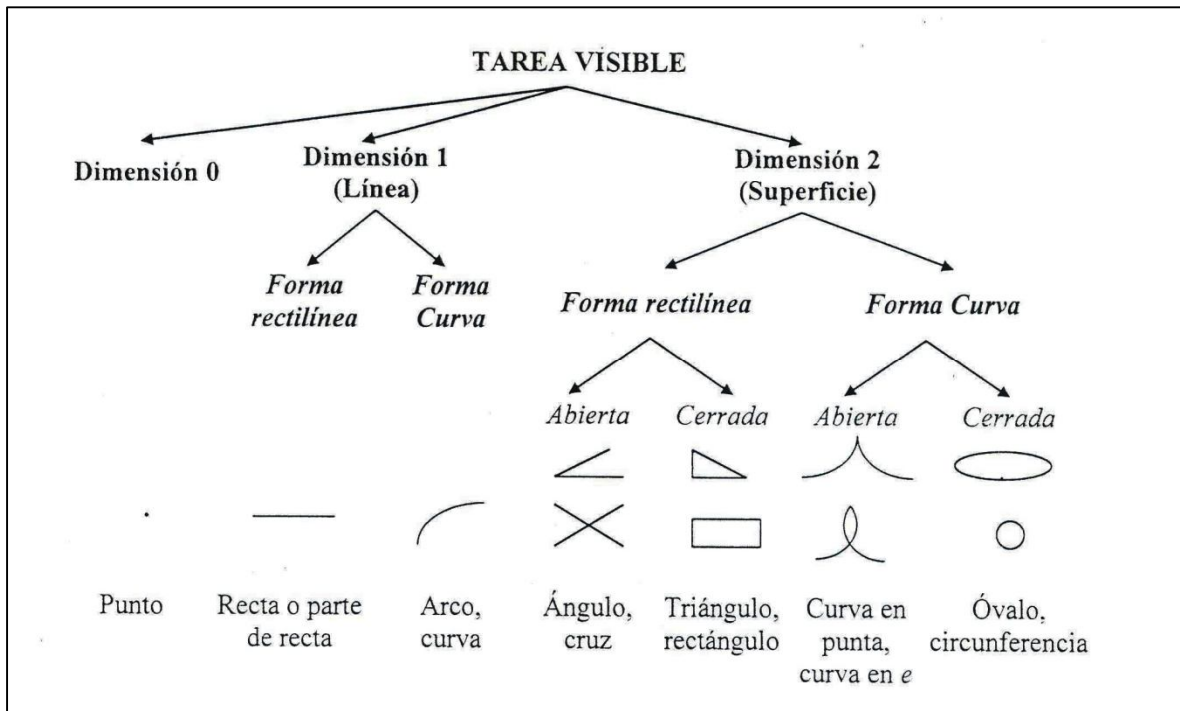 TAREA VISIBLE
Dimensión 0
Dimensión 1
(Línea)
Dimensión 2
(Superficie)
Forma
rectilínea
Forma
Curva
Forma rectilínea
Forma Curva
Abierta
Cerrada
Abierta
Cerrada
Punto
Recta o parte
de recta
Arco,
curva
Ángulo,
cruz
Triángulo,
rectángulo
Curva en
punta,
curva en e
Óvalo,
circunferencia